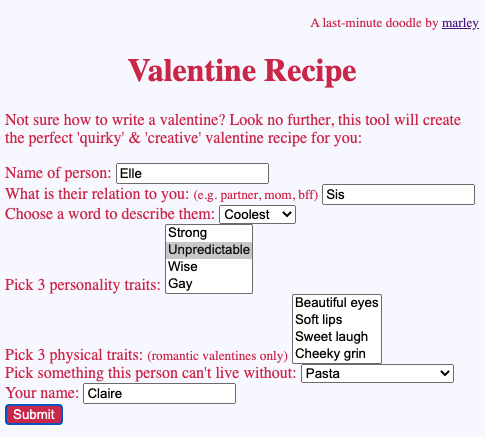 A last-minute doodle by marley
Valentine Recipe
Not sure how to write a valentine? Look no further, this tool will create
the perfect 'quirky' & 'creative' valentine recipe for you:
Name of person: Elle
What is their relation to you: (e.g. partner, mom, bff) Sis
Choose a word to describe them: Coolest
Strong
Unpredictable
Wise
Pick 3 personality traits: Gay
Beautiful eyes
Soft lips
Sweet laugh
Pick 3 physical traits: (romantic valentines only) Cheeky grin
Pick something this person can't live without: Pasta
Your name: Claire
Submit